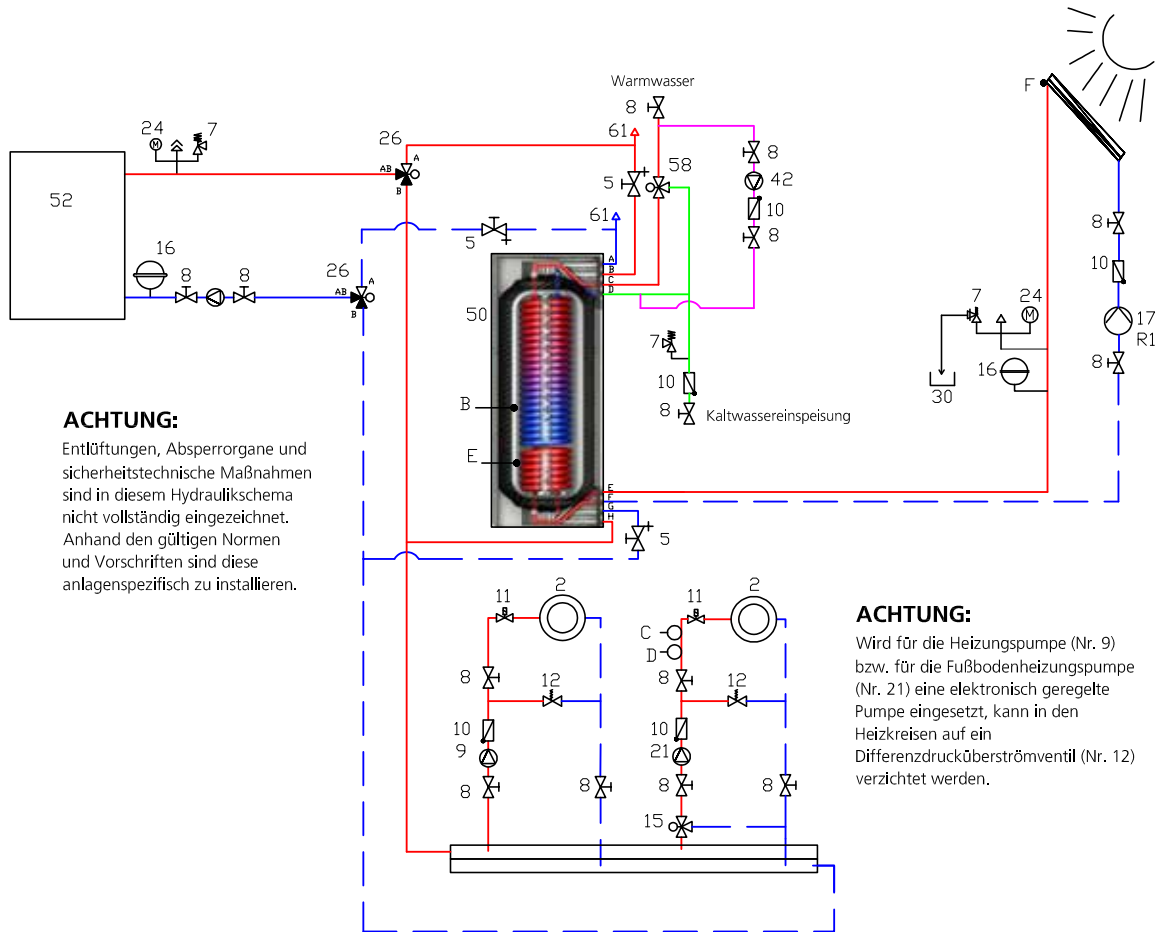 Warmwasser
F
8
24
7
26
61
A
AB
B
58
8
42
5
10
8
52
61
5
16
8
8
26
A
AB
B
A
B
C
D
50
7
10
8
Kaltwassereinspeisung
B
E
E
F
G
H
5
8
10
7
24
17
R1
16
8
30
ACHTUNG:
Entlüftungen, Absperrorgane und
sicherheitstechnische Maßnahmen
sind in diesem Hydraulikschema
nicht vollständig eingezeichnet.
Anhand den gültigen Normen
und Vorschriften sind diese
anlagenspezifisch zu installieren.
11
2
8
12
10
9
8
8
11
2
C
D
8
12
10
21
8
8
15
ACHTUNG:
Wird für die Heizungspumpe (Nr. 9)
bzw. für die Fußbodenheizungspumpe
(Nr. 21) eine elektronisch geregelte
Pumpe eingesetzt, kann in den
Heizkreisen auf ein
Differenzdrucküberströmventil (Nr. 12)
verzichtet werden.
M
M